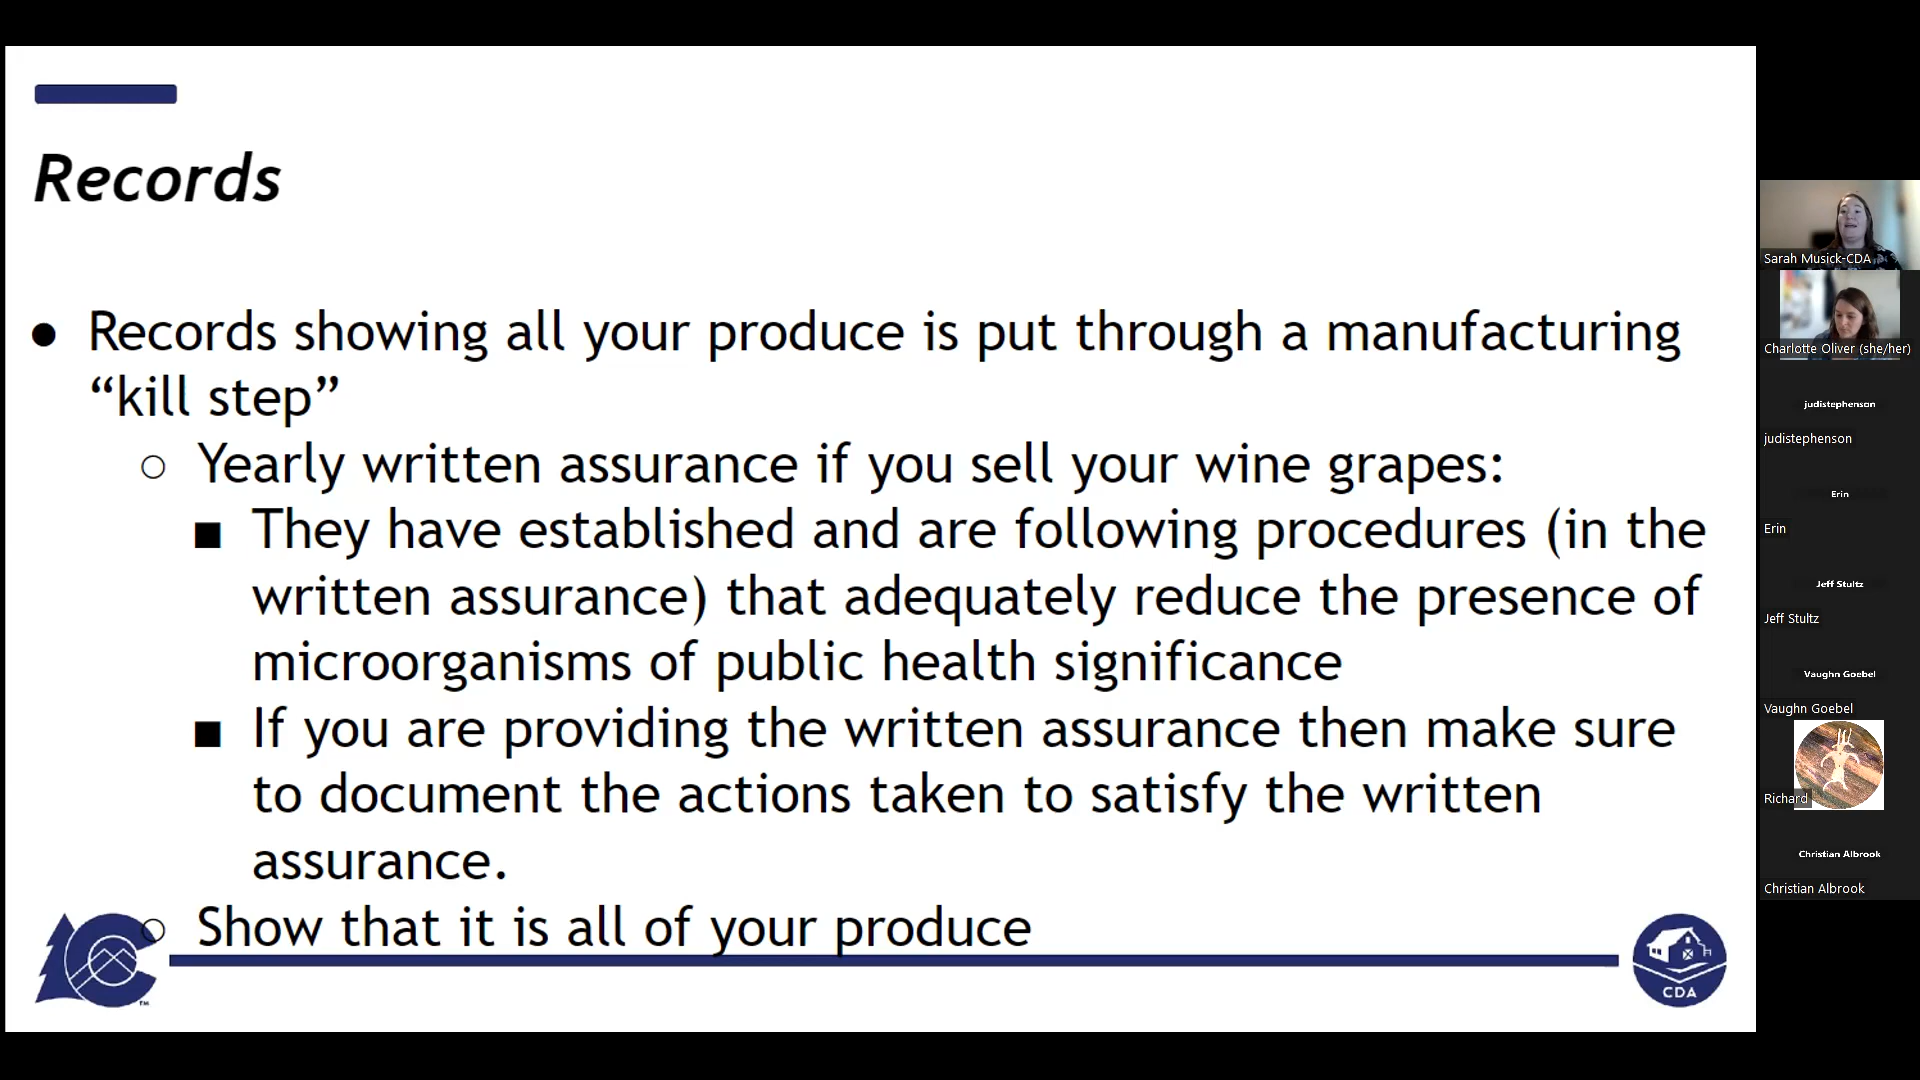 Records
● Records showing all your produce is put through a manufacturing
“kill step”
○ Yearly written assurance if you sell your wine grapes:
■ They have established and are following procedures (in the
written assurance) that adequately reduce the presence of
microorganisms of public health significance
■ If you are providing the written assurance then make sure
to document the actions taken to satisfy the written
assurance.
○ Show that it is all of your produce
TM
CDA
Sarah Musick-CDA
Charlotte Oliver (she/her)
judistephenson
judistephenson
Erin
Erin
Jeff Stultz
Jeff Stultz
Vaughn Goebel
Vaughn Goebel
Richard
Christian Albrook
Christian Albrook